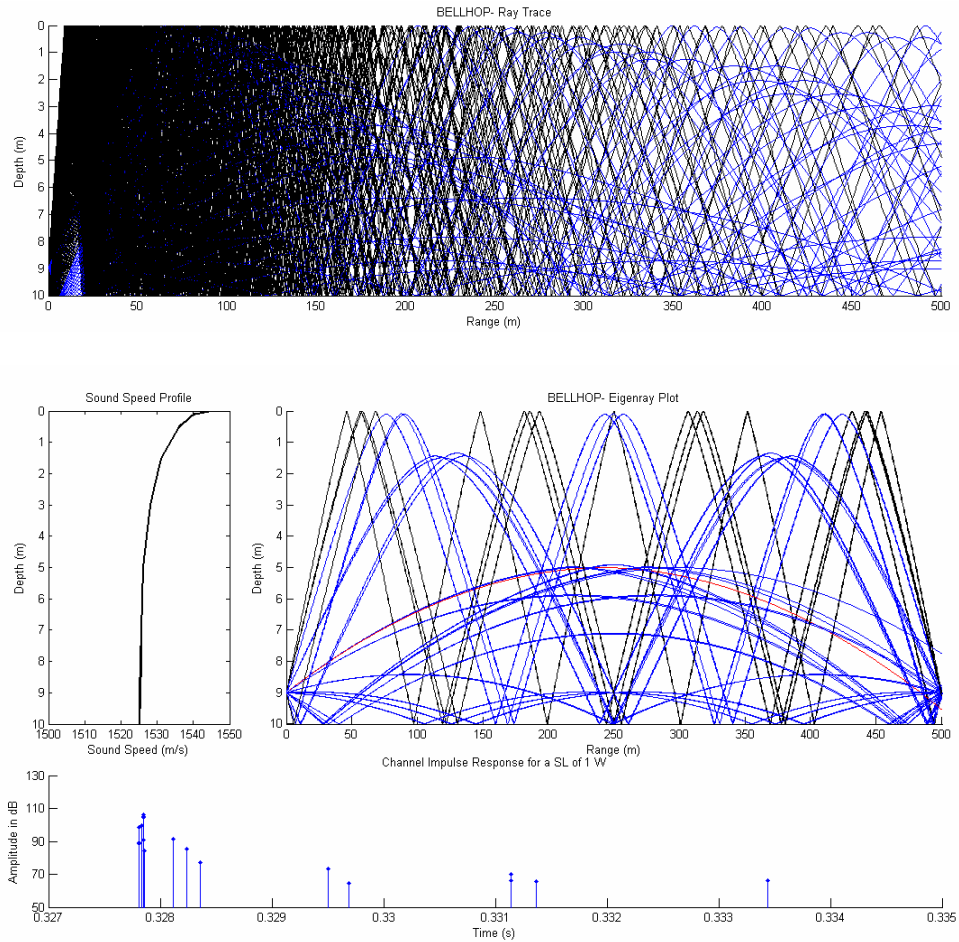 BELLHOP- Ray Trace
Depth (m)
0
1
2
3
4
5
6
7
8
9
10
0 50 100 150 200 250 300 350 400 450 500
Range (m)
Sound Speed Profile
Depth (m)
0
1
2
3
4
5
6
7
8
9
10
1500 1510 1520 1530 1540 1550
Sound Speed (m/s)
BELLHOP- Eigenray Plot
Depth (m)
0
1
2
3
4
5
6
7
8
9
10
0 50 100 150 200 250 300 350 400 450 500
Range (m)
Channel Impulse Response for a SL of 1 W
Amplitude in dB
130
110
90
70
50
0.327 0.328 0.329 0.33 0.331 0.332 0.333 0.334 0.335
Time (s)